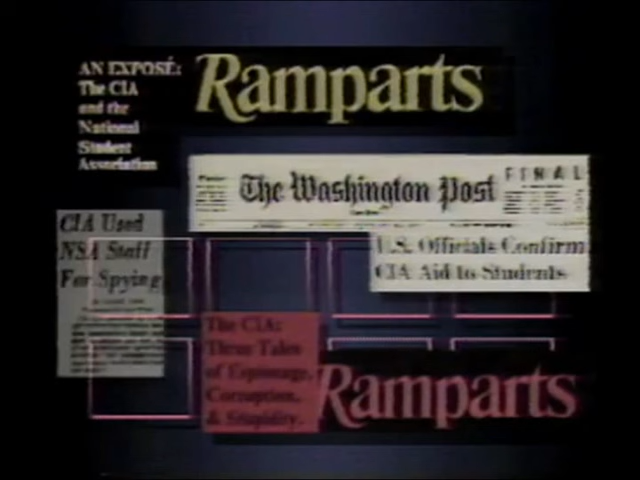 AN EXPOSÉ:
The CIA
and the
National
Student
Association
Ramparts
The Washington Post
FINAL
U.S. Officials Confirm
CIA Aid to Students
CIA Used
NSA Staff
For Spying
The CIA:
Three Tales
of Espionage,
Corruption,
& Stupidity.
Ramparts